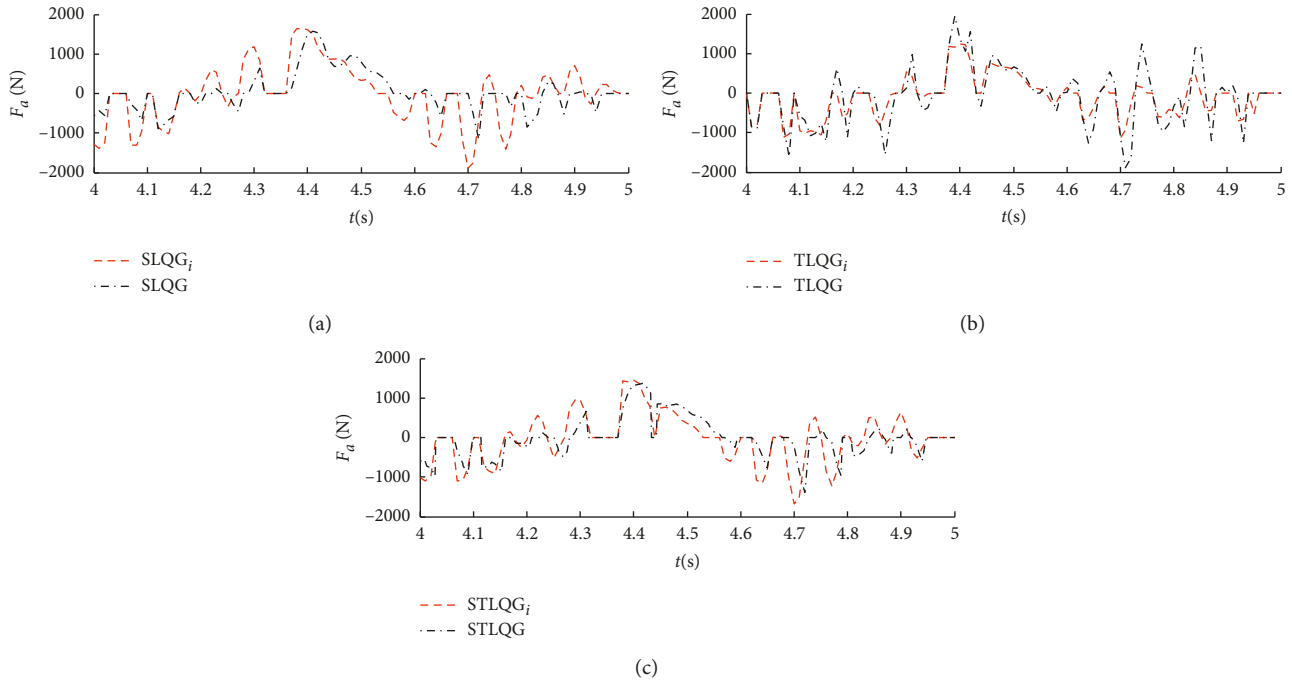 2000
1000
0
−1000
−2000
F_a (N)
4 4.1 4.2 4.3 4.4 4.5 4.6 4.7 4.8 4.9 5
t(s)
SLQG_i
SLQG
(a)
2000
1000
0
−1000
−2000
F_a (N)
4 4.1 4.2 4.3 4.4 4.5 4.6 4.7 4.8 4.9 5
t(s)
TLQG_i
TLQG
(b)
2000
1000
0
−1000
−2000
F_a (N)
4 4.1 4.2 4.3 4.4 4.5 4.6 4.7 4.8 4.9 5
t(s)
STLQG_i
STLQG
(c)